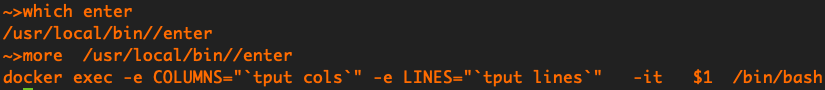 ~>which enter
/usr/local/bin//enter
~>more  /usr/local/bin//enter
docker exec -e COLUMNS="`tput cols`" -e LINES="`tput lines`"   -it   $1  /bin/bash